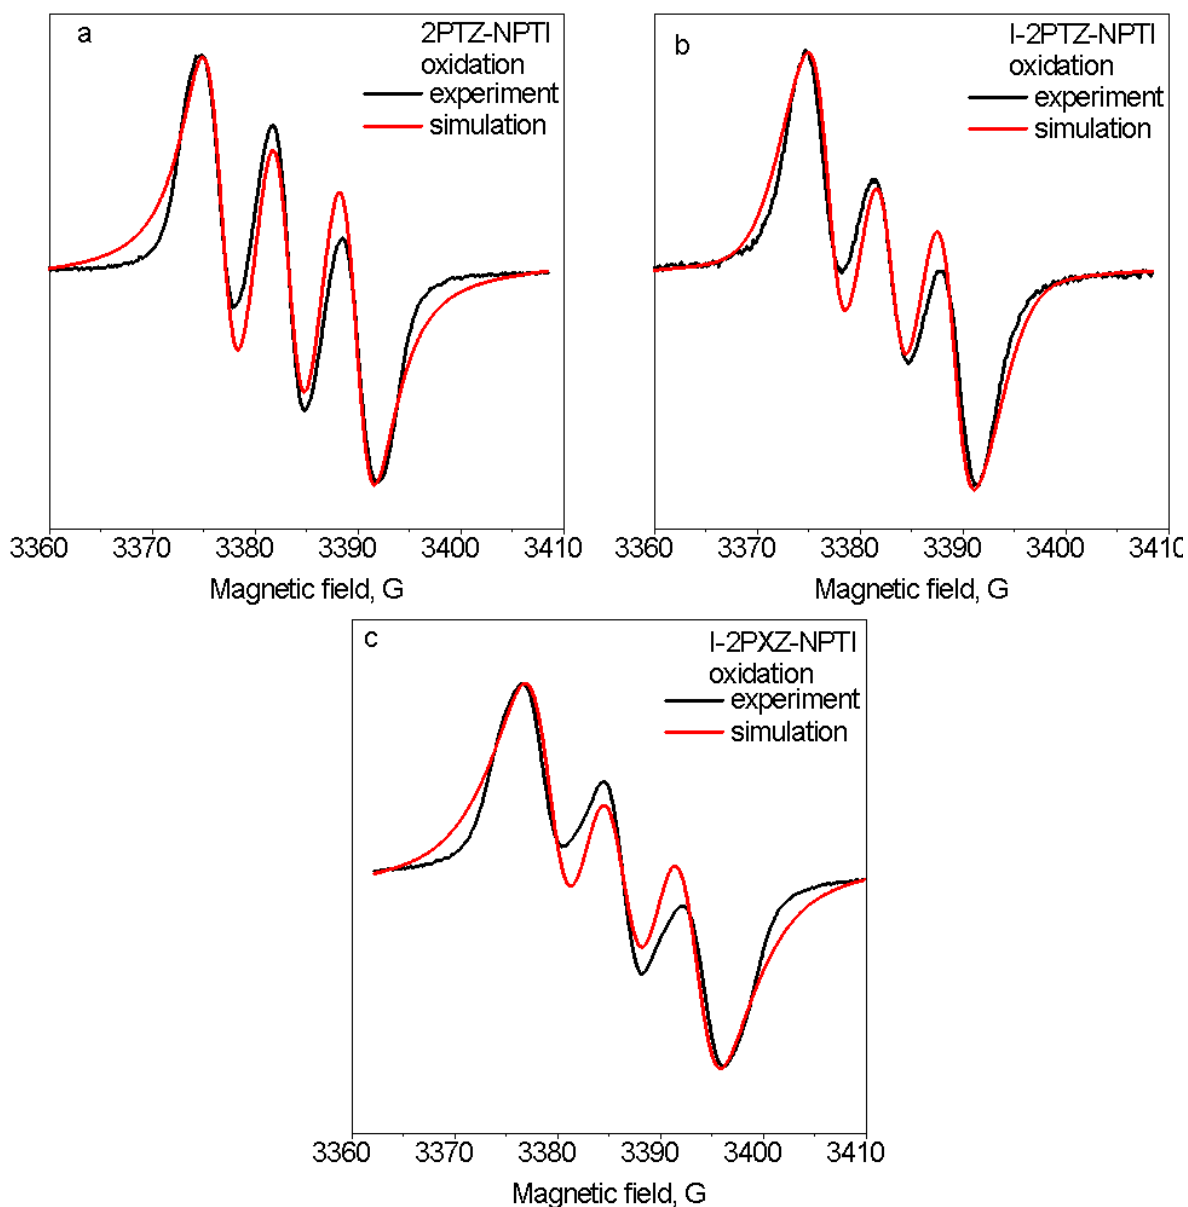 a
2PTZ-NPTI
oxidation
experiment
simulation
3360 3370 3380 3390 3400 3410
Magnetic field, G
b
I-2PTZ-NPTI
oxidation
experiment
simulation
3360 3370 3380 3390 3400 3410
Magnetic field, G
c
I-2PXZ-NPTI
oxidation
experiment
simulation
3360 3370 3380 3390 3400 3410
Magnetic field, G